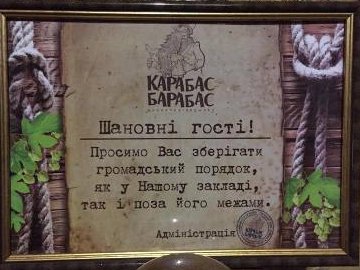 КАРАБАС
БАРАБАС
Шановні гості!
Просимо Вас зберігати
громадський порядок,
як у Нашому закладі,
так і поза його межами.
Адміністрація